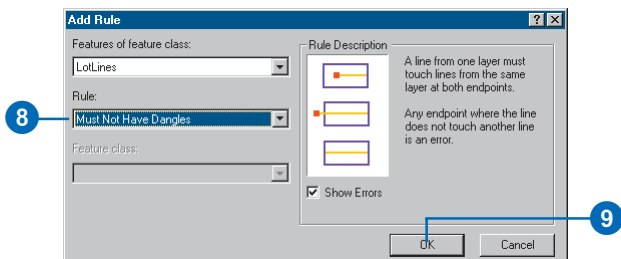 Add Rule
Features of feature class:
LotLines
Rule:
8
Must Not Have Dangles
Feature class:
Rule Description
A line from one layer must
touch lines from the same
layer at both endpoints.
Any endpoint where the line
does not touch another line
is an error.
Show Errors
9
OK
Cancel